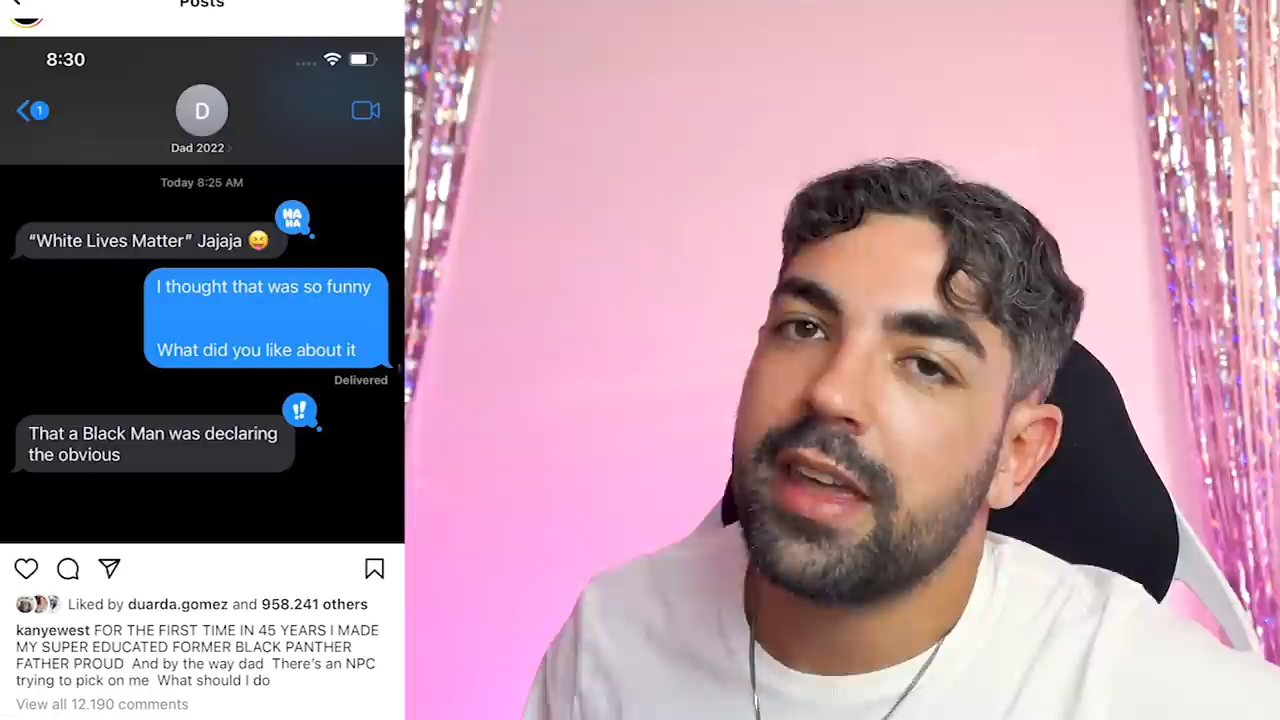 Posts
8:30
1
D
Dad 2022
Today 8:25 AM
HA
HA
“White Lives Matter” Jajaja 😝
I thought that was so funny
What did you like about it
Delivered
!!
That a Black Man was declaring
the obvious
Liked by duarda.gomez and 958.241 others
kanyewest FOR THE FIRST TIME IN 45 YEARS I MADE
MY SUPER EDUCATED FORMER BLACK PANTHER
FATHER PROUD And by the way dad There's an NPC
trying to pick on me What should I do
View all 12.190 comments